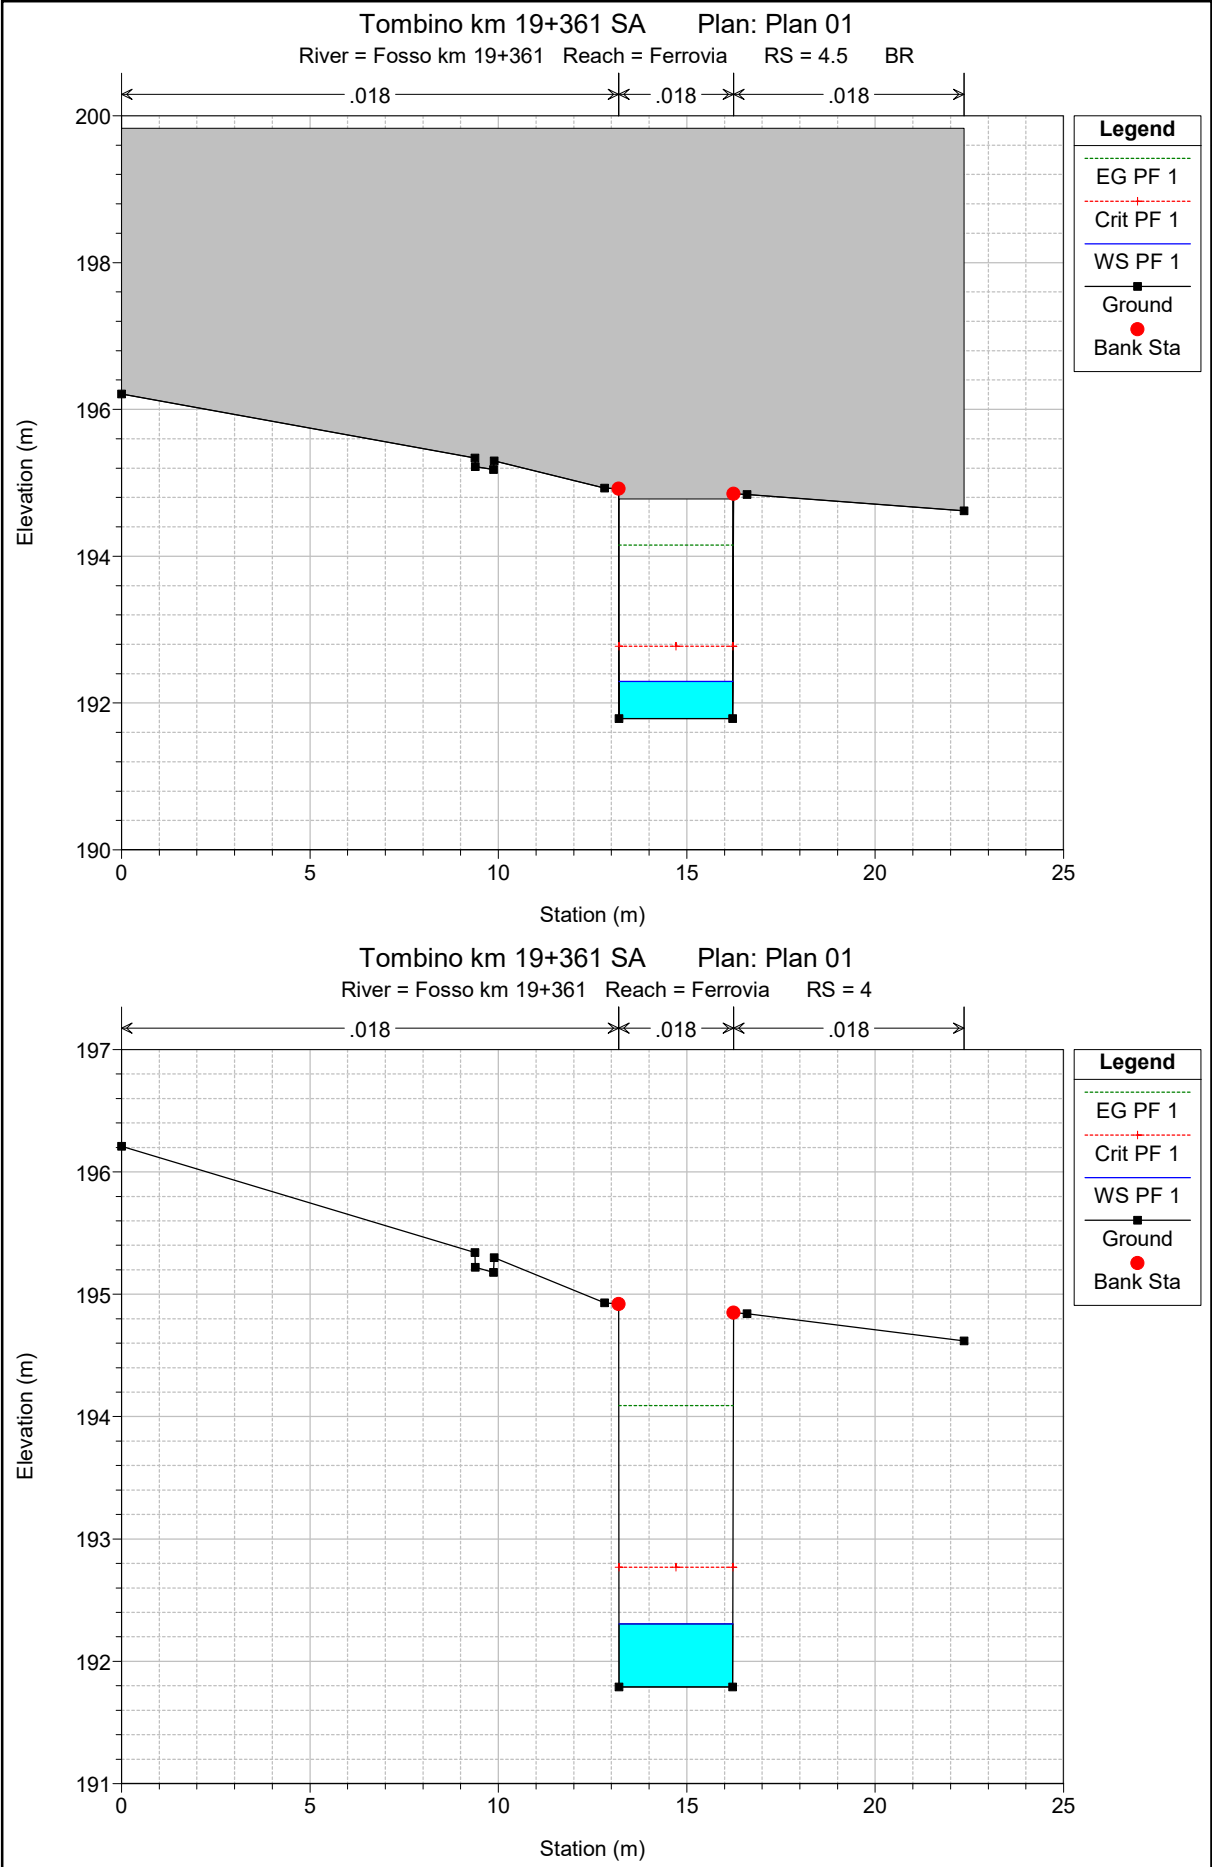 Tombino km 19+361 SA Plan: Plan 01
River = Fosso km 19+361 Reach = Ferrovia RS = 4.5 BR
.018 .018 .018
200
198
196
194
192
190
0 5 10 15 20 25
Elevation (m)
Station (m)
Legend
EG PF 1
Crit PF 1
WS PF 1
Ground
Bank Sta
Tombino km 19+361 SA Plan: Plan 01
River = Fosso km 19+361 Reach = Ferrovia RS = 4
.018 .018 .018
197
196
195
194
193
192
191
0 5 10 15 20 25
Elevation (m)
Station (m)
Legend
EG PF 1
Crit PF 1
WS PF 1
Ground
Bank Sta